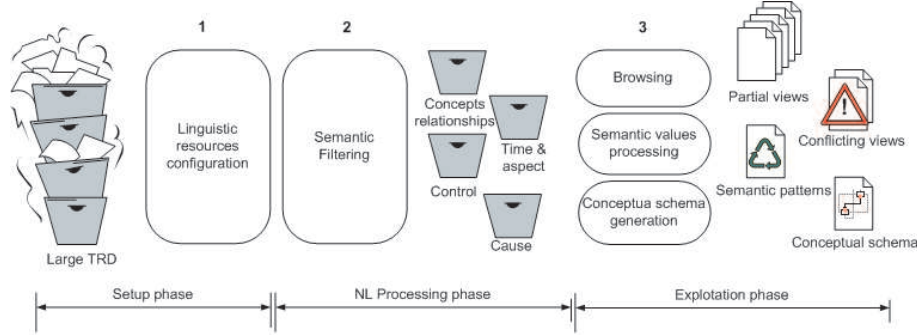 1
2
3
Linguistic
resources
configuration
Semantic
Filtering
Concepts
relationships
Time &
aspect
Control
Cause
Browsing
Semantic values
processing
Conceptua schema
generation
Partial views
Conflicting views
Semantic patterns
Conceptual schema
Large TRD
Setup phase
NL Processing phase
Explotation phase